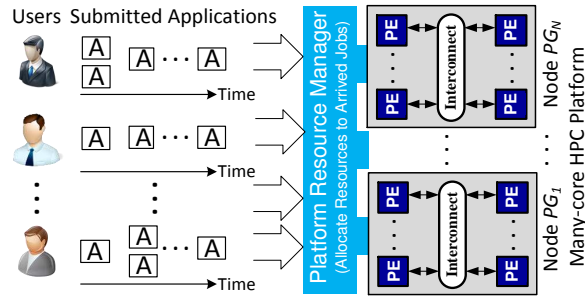 Users Submitted Applications
A
A
A
A
Time
A
A
A
Time
A
A
A
A
Time
Platform Resource Manager
(Allocate Resources to Arrived Jobs)
PE
PE
Interconnect
PE
PE
Node PG_N
PE
PE
Interconnect
PE
PE
Node PG_1
Many-core HPC Platform